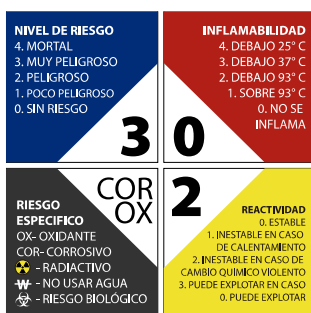 NIVEL DE RIESGO
4. MORTAL
3. MUY PELIGROSO
2. PELIGROSO
1. POCO PELIGROSO
0. SIN RIESGO
3
INFLAMABILIDAD
4. DEBAJO 25° C
3. DEBAJO 37° C
2. DEBAJO 93° C
1. SOBRE 93° C
0. NO SE
INFLAMA
0
COR
OX
RIESGO
ESPECIFICO
OX- OXIDANTE
COR- CORROSIVO
- RADIACTIVO
W - NO USAR AGUA
- RIESGO BIOLÓGICO
2
REACTIVIDAD
0. ESTABLE
1. INESTABLE EN CASO
DE CALENTAMIENTO
2. INESTABLE EN CASO DE
CAMBIO QUIMICO VIOLENTO
3. PUEDE EXPLOTAR EN CASO
0. PUEDE EXPLOTAR